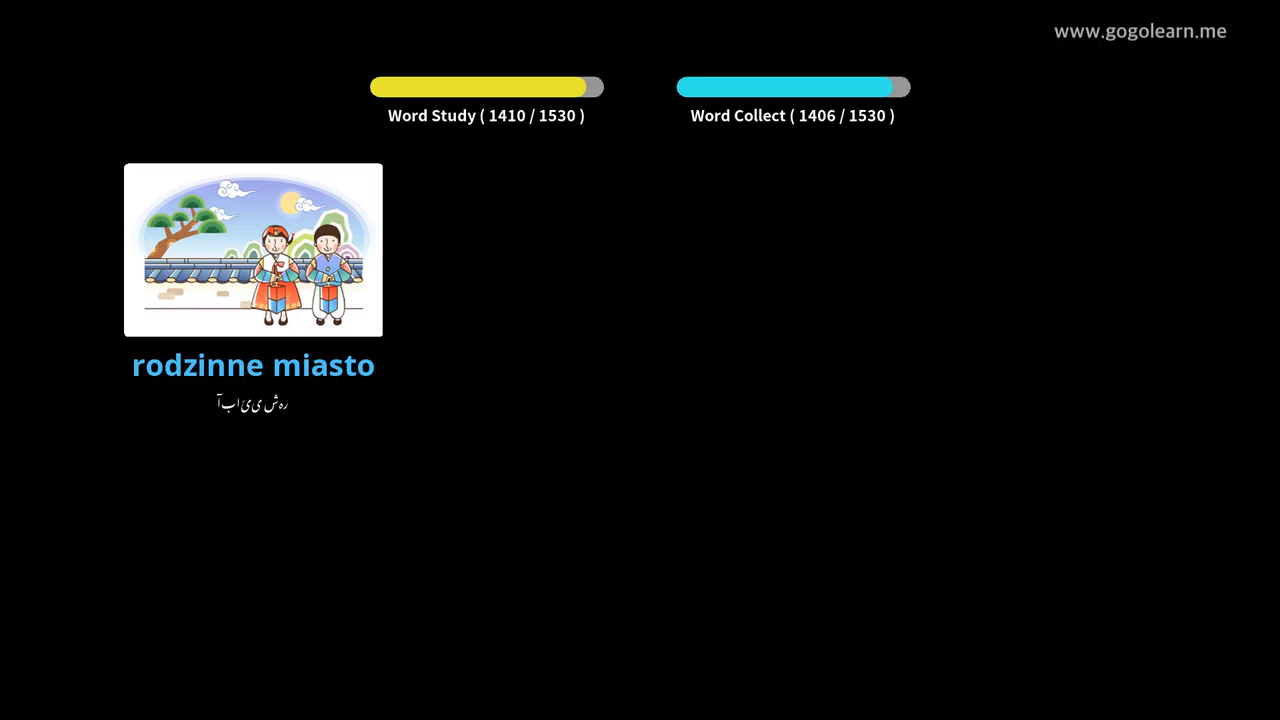 www.gogolearn.me
Word Study ( 1410 / 1530 )
Word Collect ( 1406 / 1530 )
rodzinne miasto
آبائی شہر